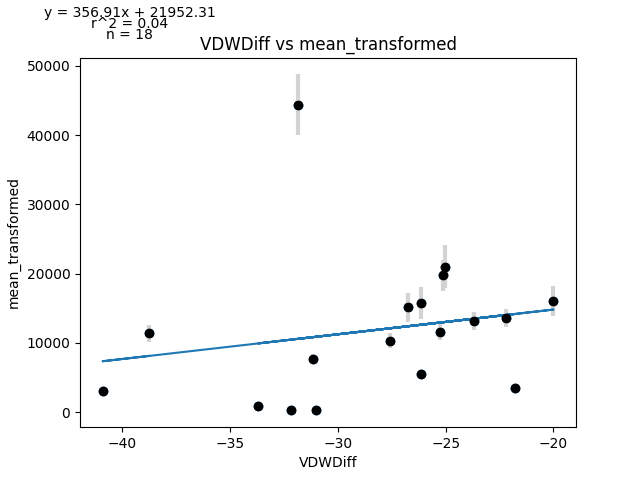 y = 356.91x + 21952.31
r^2 = 0.04
n = 18
VDWDiff vs mean_transformed
50000
40000
30000
20000
10000
0
mean_transformed
−40 −35 −30 −25 −20
VDWDiff